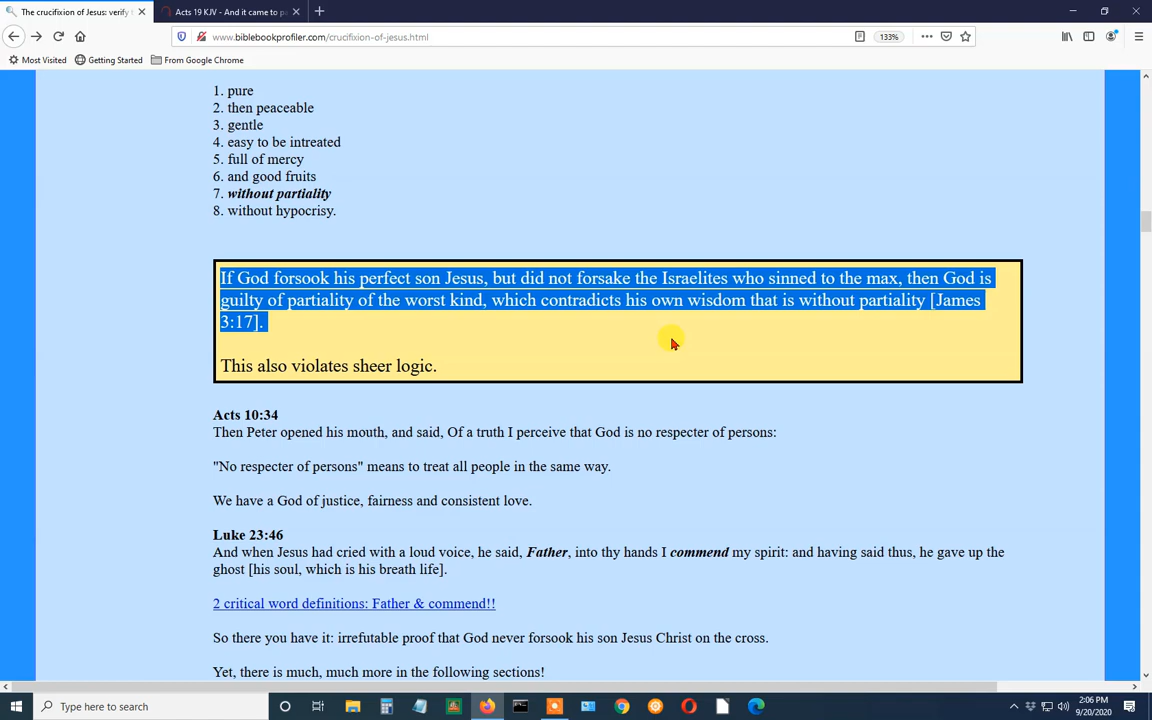 The crucifixion of Jesus: verify
Acts 19 KJV - And it came to pa
www.biblebookprofiler.com/crucifixion-of-jesus.html
133%
Most Visited
Getting Started
From Google Chrome
1. pure
2. then peaceable
3. gentle
4. easy to be intreated
5. full of mercy
6. and good fruits
7. without partiality
8. without hypocrisy.
If God forsook his perfect son Jesus, but did not forsake the Israelites who sinned to the max, then God is
guilty of partiality of the worst kind, which contradicts his own wisdom that is without partiality [James
3:17].
This also violates sheer logic.
Acts 10:34
Then Peter opened his mouth, and said, Of a truth I perceive that God is no respecter of persons:
"No respecter of persons" means to treat all people in the same way.
We have a God of justice, fairness and consistent love.
Luke 23:46
And when Jesus had cried with a loud voice, he said, Father, into thy hands I commend my spirit: and having said thus, he gave up the
ghost [his soul, which is his breath life].
2 critical word definitions: Father & commend!!
So there you have it: irrefutable proof that God never forsook his son Jesus Christ on the cross.
Yet, there is much, much more in the following sections!
Type here to search
2:06 PM
9/20/2020